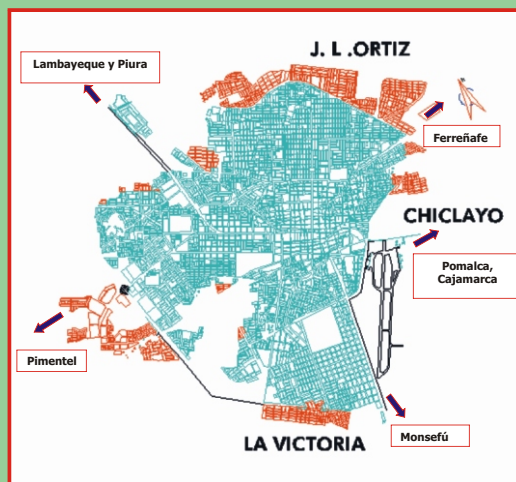 J. L .ORTIZ
Lambayeque y Piura
Ferreñafe
CHICLAYO
Pomalca,
Cajamarca
Pimentel
Monsefú
LA VICTORIA